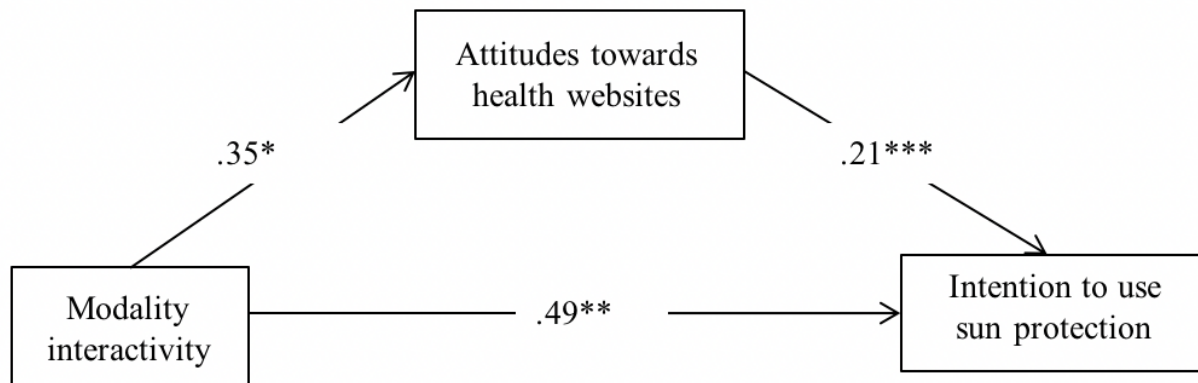 Attitudes towards
health websites
.35*
.21***
Modality
interactivity
.49**
Intention to use
sun protection